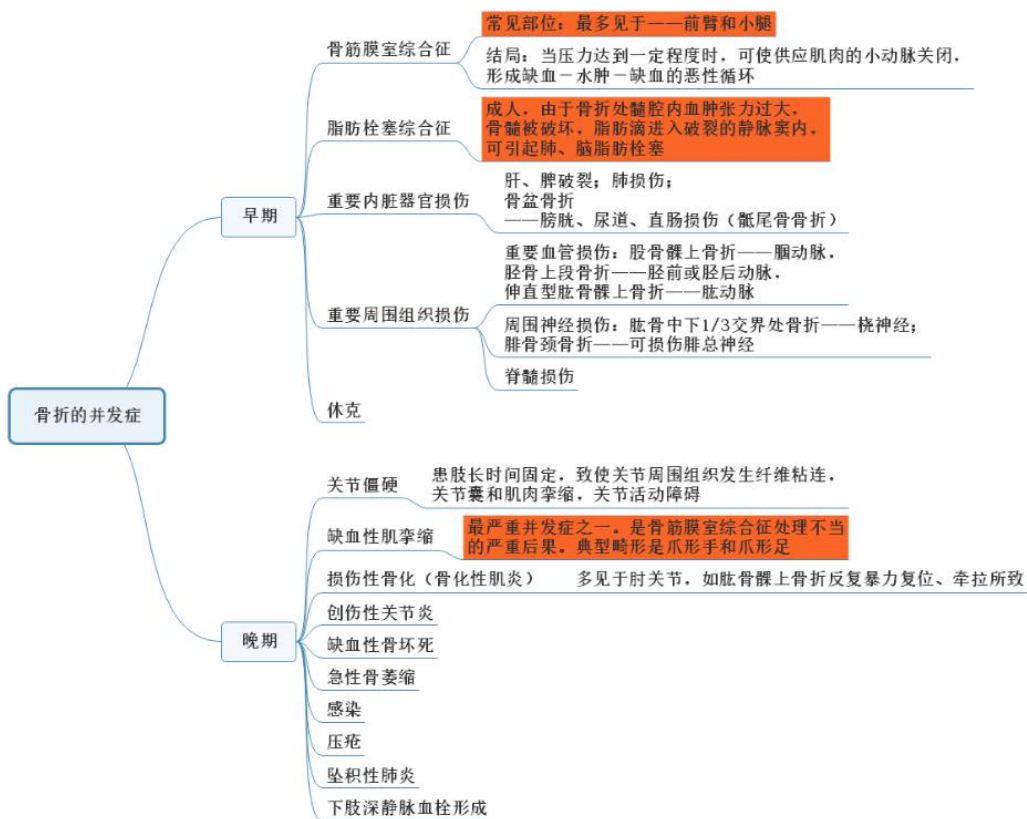 骨折的并发症
早期
骨筋膜室综合征
常见部位：最多见于——前臂和小腿
结局：当压力达到一定程度时，可使供应肌肉的小动脉关闭，
形成缺血－水肿－缺血的恶性循环
脂肪栓塞综合征
成人，由于骨折处髓腔内血肿张力过大，
骨髓被破坏，脂肪滴进入破裂的静脉窦内，
可引起肺、脑脂肪栓塞
重要内脏器官损伤
肝、脾破裂；肺损伤；
骨盆骨折
——膀胱、尿道、直肠损伤（骶尾骨骨折）
重要周围组织损伤
重要血管损伤：股骨髁上骨折——腘动脉，
胫骨上段骨折——胫前或胫后动脉，
伸直型肱骨髁上骨折——肱动脉
周围神经损伤：肱骨中下1/3交界处骨折——桡神经；
腓骨颈骨折——可损伤腓总神经
脊髓损伤
休克
晚期
关节僵硬
患肢长时间固定，致使关节周围组织发生纤维粘连，
关节囊和肌肉挛缩，关节活动障碍
缺血性肌挛缩
最严重并发症之一。是骨筋膜室综合征处理不当
的严重后果。典型畸形是爪形手和爪形足
损伤性骨化（骨化性肌炎）
多见于肘关节，如肱骨髁上骨折反复暴力复位、牵拉所致
创伤性关节炎
缺血性骨坏死
急性骨萎缩
感染
压疮
坠积性肺炎
下肢深静脉血栓形成